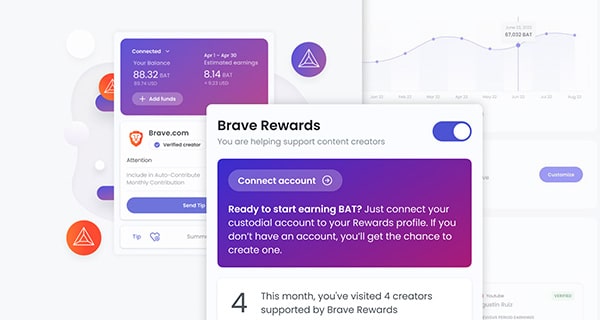 Connected
Your Balance
88.32 BAT
89.74 USD
Add funds
Apr 1 – Apr 30
Estimated earnings
8.14 BAT
≈ 8.23 USD
Brave.com
Verified creator
Attention
Include in Auto-Contribute
Monthly Contribution
Send Tip
Tip
Summe
Brave Rewards
You are helping support content creators
Connect account
Ready to start earning BAT? Just connect your
custodial account to your Rewards profile. If you
don’t have an account, you’ll get the chance to
create one.
4
This month, you've visited 4 creators
supported by Brave Rewards
67,032 BAT
Jan 20
Feb 20
Mar 20
Apr 20
May 20
Jun 20
Jul 20
Aug 20
Customize
Youtube
VERIFIED
gustin Ruiz